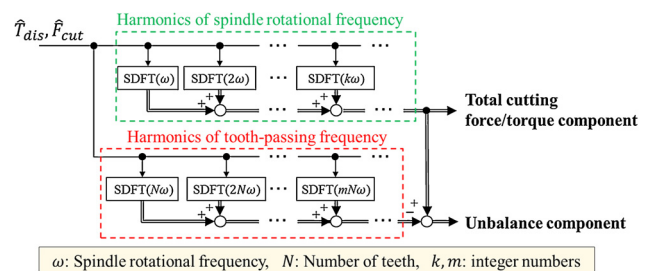 Harmonics of spindle rotational frequency
T̂dis, F̂cut
SDFT(ω) SDFT(2ω) ⋯ SDFT(kω) ⋯
+ + + +
Total cutting
force/torque component
Harmonics of tooth-passing frequency
SDFT(Nω) SDFT(2Nω) ⋯ SDFT(mNω) ⋯
+ + + + + −
Unbalance component
ω: Spindle rotational frequency, N: Number of teeth, k, m: integer numbers